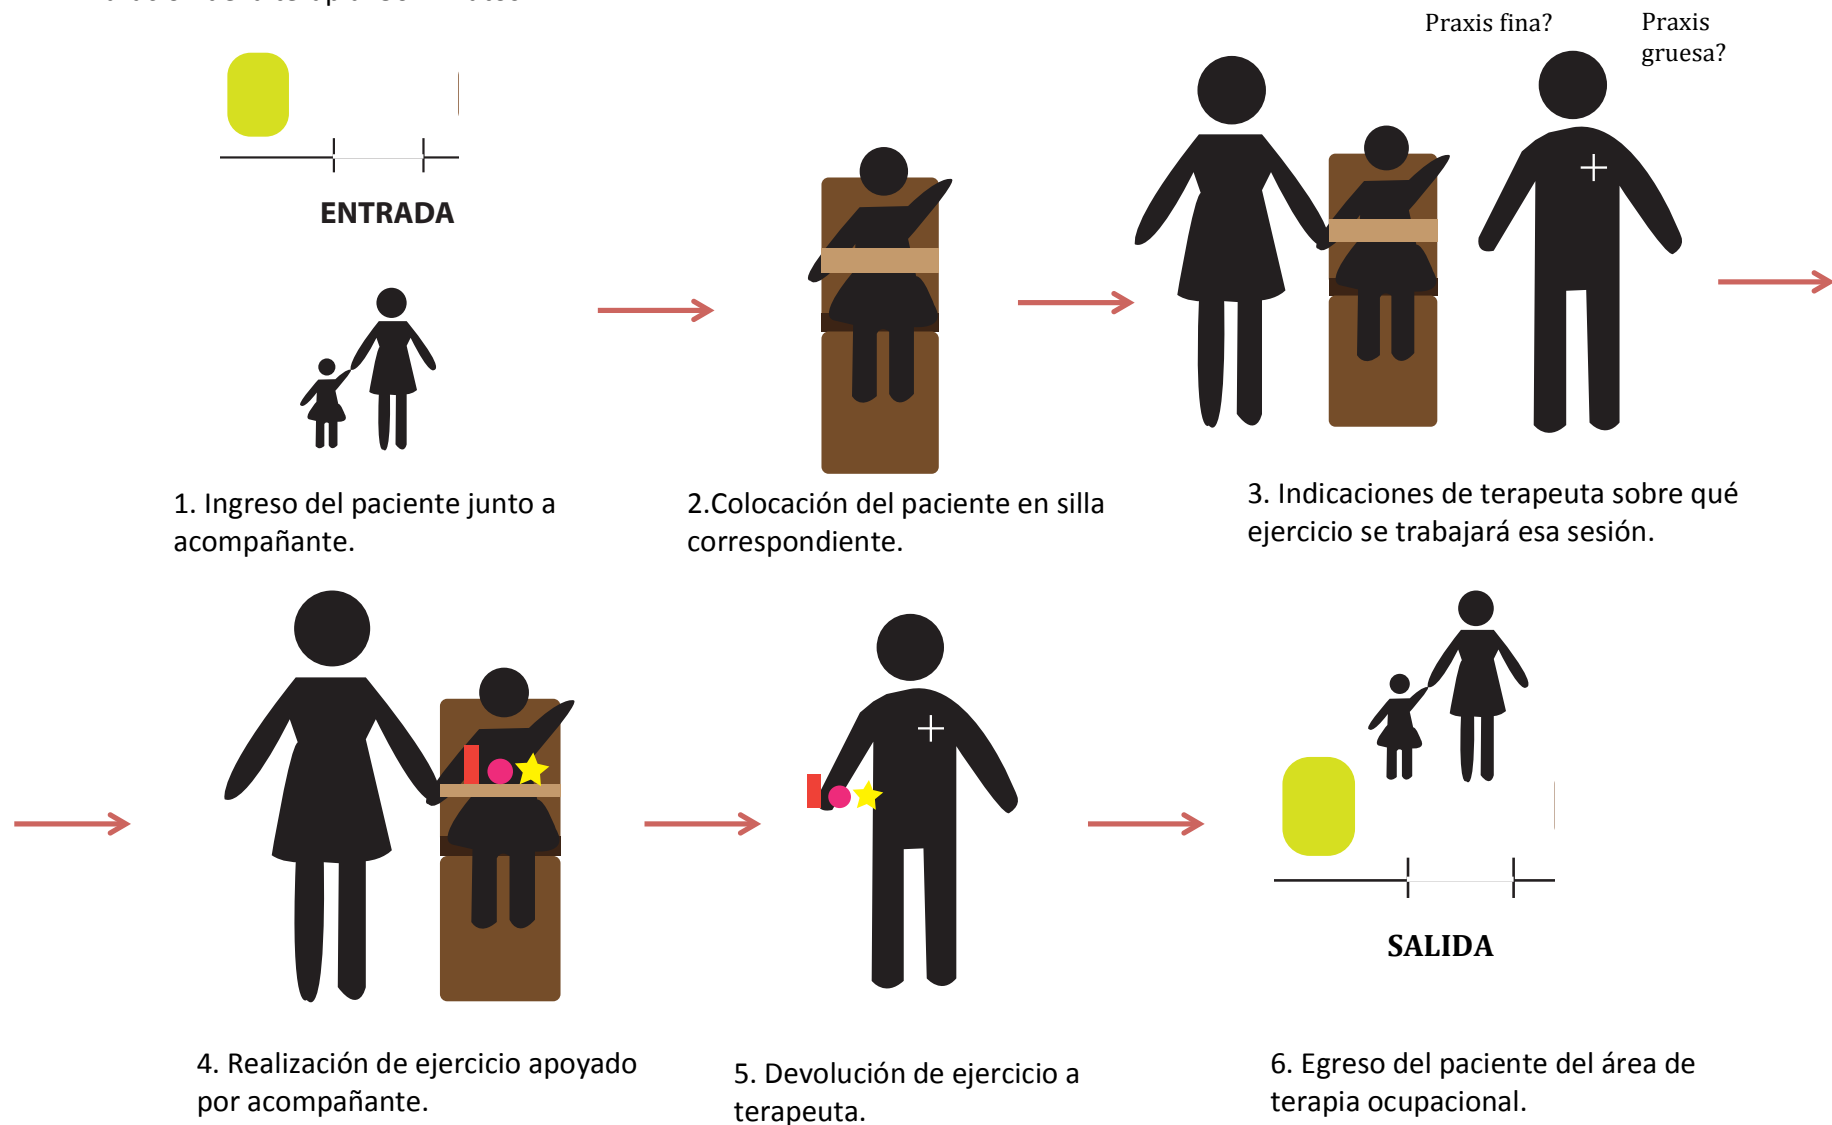 Praxis fina?
Praxis
gruesa?
ENTRADA
1. Ingreso del paciente junto a
acompañante.
2.Colocación del paciente en silla
correspondiente.
3. Indicaciones de terapeuta sobre qué
ejercicio se trabajará esa sesión.
4. Realización de ejercicio apoyado
por acompañante.
5. Devolución de ejercicio a
terapeuta.
SALIDA
6. Egreso del paciente del área de
terapia ocupacional.